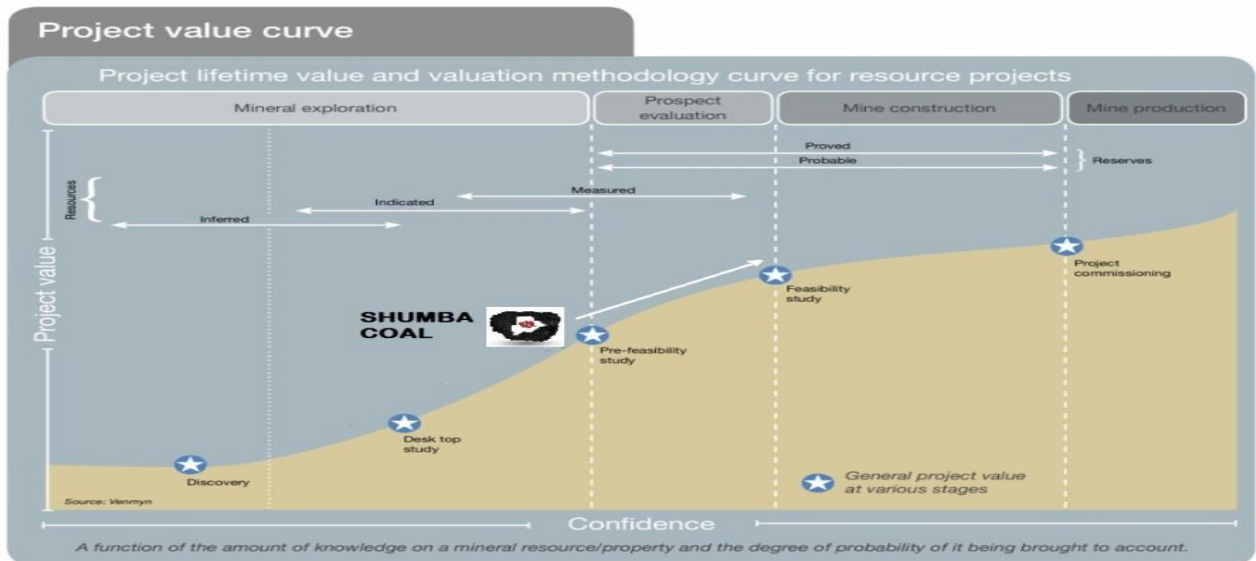 Project value curve
Project lifetime value and valuation methodology curve for resource projects
Mineral exploration
Prospect
evaluation
Mine construction
Mine production
Proved
Probable
Reserves
Measured
Resources
Indicated
Inferred
Project value
Project
commissioning
Feasibility
study
SHUMBA
COAL
Pre-feasibility
study
Desk top
study
Discovery
General project value
at various stages
Source: Venmyn
Confidence
A function of the amount of knowledge on a mineral resource/property and the degree of probability of it being brought to account.